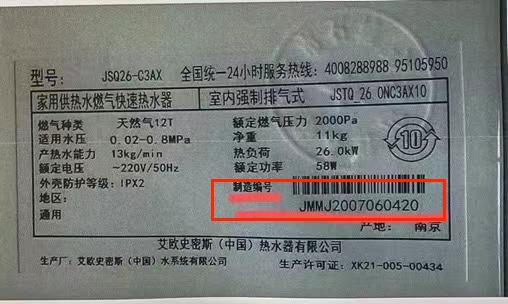 型号: JSQ26-C3AX 全国统一24小时服务热线: 4008288988 95105950
家用供热水燃气快速热水器 室内强制排气式 JSTQ_26.0NC3AX10
燃气种类 天然气12T 额定燃气压力 2000Pa
适用水压 0.02-0.8MPa 净重 11kg
产热水能力 13kg/min 热负荷 26.0kW
额定电压 ~220V/50Hz 额定功率 58W
外壳防护等级: IPX2 制造编号
地区:
通用 JMMJ2007060420
产地: 南京
艾欧史密斯(中国)热水器有限公司
生产厂: 艾欧史密斯(中国)水系统有限公司 生产许可证: XK21-005-00434
10